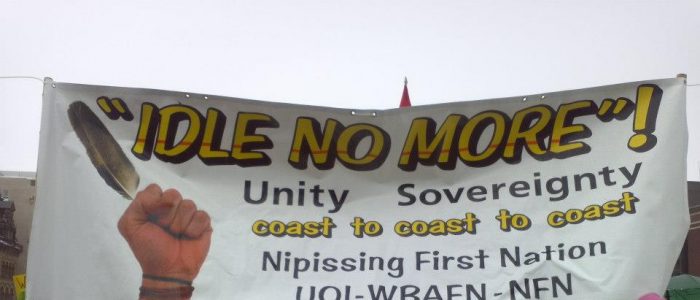 "IDLE NO MORE"!
Unity Sovereignty
coast to coast to coast
Nipissing First Nation
UOI-WBAFN-NFN